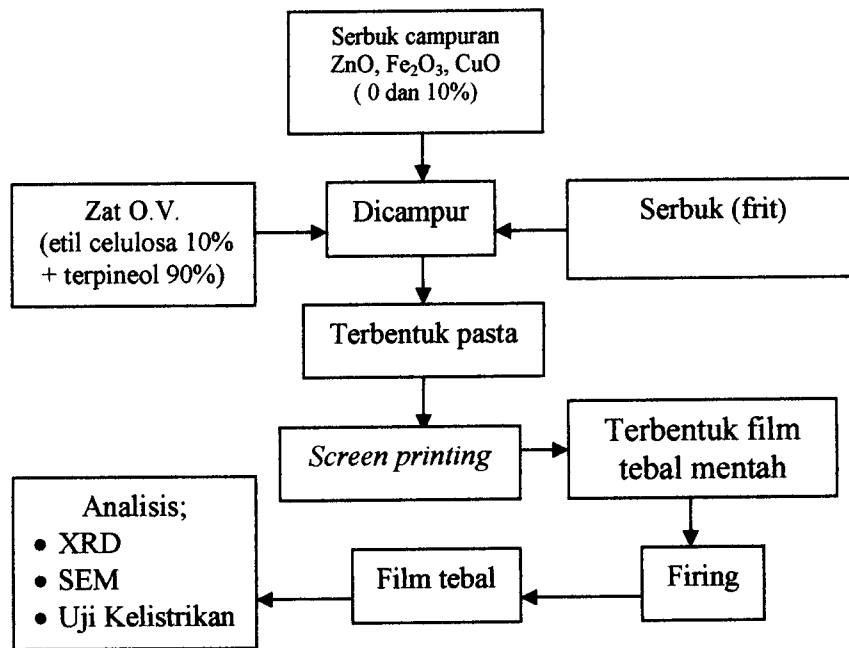 Serbuk campuran
ZnO, Fe₂O₃, CuO
( 0 dan 10%)
Zat O.V.
(etil celulosa 10%
+ terpineol 90%)
Dicampur
Serbuk (frit)
Terbentuk pasta
Screen printing
Terbentuk film
tebal mentah
Analisis;
• XRD
• SEM
• Uji Kelistrikan
Film tebal
Firing